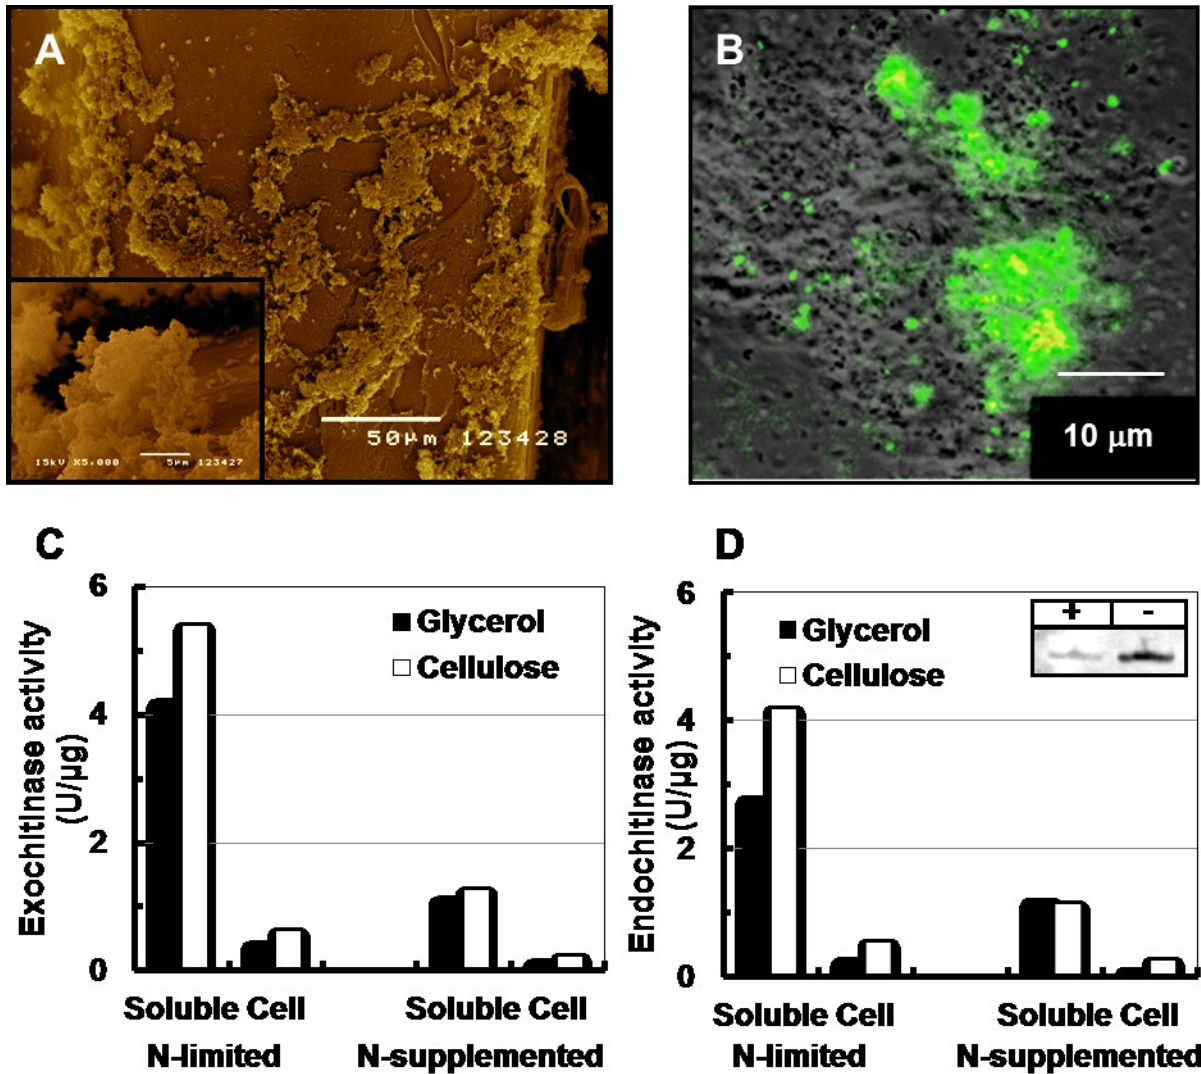 A
50µm 123428
15kV X5,000 5µm 123427
B
10 µm
C
Exochitinase activity
(U/µg)
6
4
2
0
Glycerol
Cellulose
Soluble Cell Soluble Cell
N-limited N-supplemented
D
Endochitinase activity
(U/µg)
6
4
2
0
Glycerol
Cellulose
+ -
Soluble Cell Soluble Cell
N-limited N-supplemented